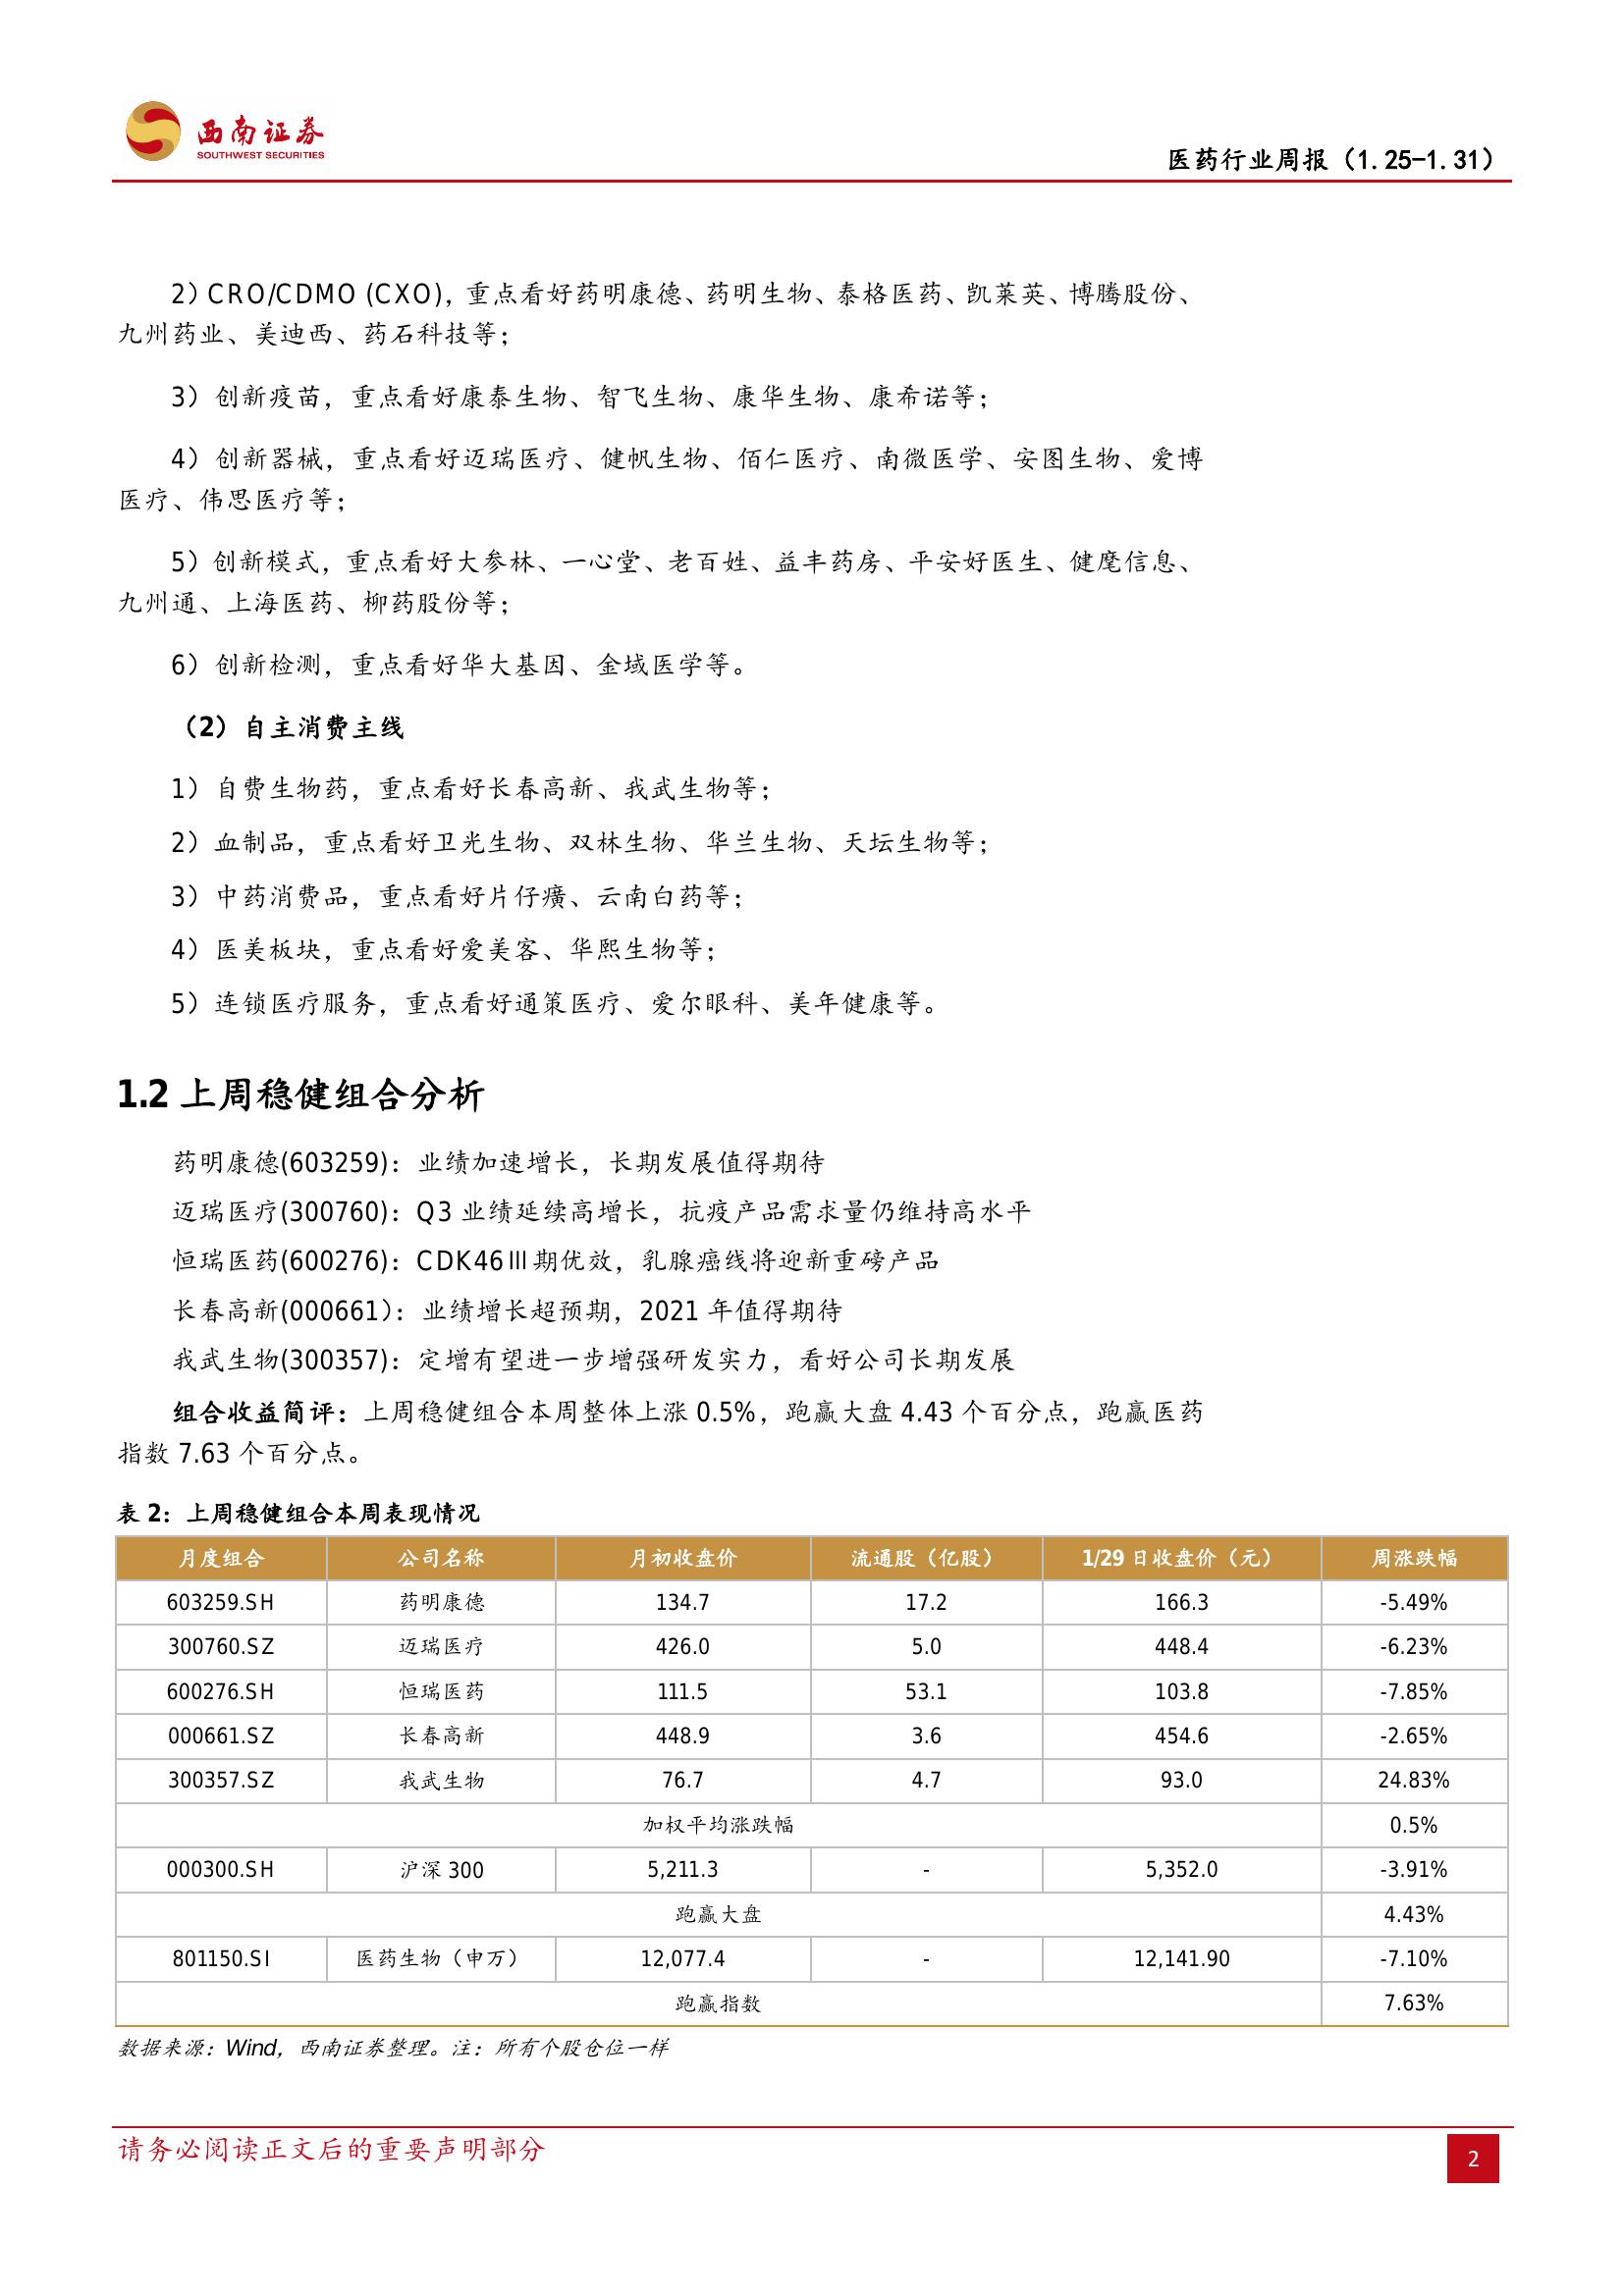 西南证券
SOUTHWEST SECURITIES
医药行业周报（1.25-1.31）
2）CRO/CDMO (CXO)，重点看好药明康德、药明生物、泰格医药、凯莱英、博腾股份、
九州药业、美迪西、药石科技等；
3）创新疫苗，重点看好康泰生物、智飞生物、康华生物、康希诺等；
4）创新器械，重点看好迈瑞医疗、健帆生物、佰仁医疗、南微医学、安图生物、爱博
医疗、伟思医疗等；
5）创新模式，重点看好大参林、一心堂、老百姓、益丰药房、平安好医生、健麾信息、
九州通、上海医药、柳药股份等；
6）创新检测，重点看好华大基因、金域医学等。
（2）自主消费主线
1）自费生物药，重点看好长春高新、我武生物等；
2）血制品，重点看好卫光生物、双林生物、华兰生物、天坛生物等；
3）中药消费品，重点看好片仔癀、云南白药等；
4）医美板块，重点看好爱美客、华熙生物等；
5）连锁医疗服务，重点看好通策医疗、爱尔眼科、美年健康等。
1.2 上周稳健组合分析
药明康德(603259)：业绩加速增长，长期发展值得期待
迈瑞医疗(300760)：Q3 业绩延续高增长，抗疫产品需求量仍维持高水平
恒瑞医药(600276)：CDK46Ⅲ期优效，乳腺癌线将迎新重磅产品
长春高新(000661）：业绩增长超预期，2021 年值得期待
我武生物(300357)：定增有望进一步增强研发实力，看好公司长期发展
组合收益简评：上周稳健组合本周整体上涨 0.5%，跑赢大盘 4.43 个百分点，跑赢医药
指数 7.63 个百分点。
表 2：上周稳健组合本周表现情况
月度组合 公司名称 月初收盘价 流通股（亿股） 1/29 日收盘价（元） 周涨跌幅
603259.SH 药明康德 134.7 17.2 166.3 -5.49%
300760.SZ 迈瑞医疗 426.0 5.0 448.4 -6.23%
600276.SH 恒瑞医药 111.5 53.1 103.8 -7.85%
000661.SZ 长春高新 448.9 3.6 454.6 -2.65%
300357.SZ 我武生物 76.7 4.7 93.0 24.83%
加权平均涨跌幅 0.5%
000300.SH 沪深 300 5,211.3 - 5,352.0 -3.91%
跑赢大盘 4.43%
801150.SI 医药生物（申万） 12,077.4 - 12,141.90 -7.10%
跑赢指数 7.63%
数据来源：Wind，西南证券整理。注：所有个股仓位一样
请务必阅读正文后的重要声明部分
2